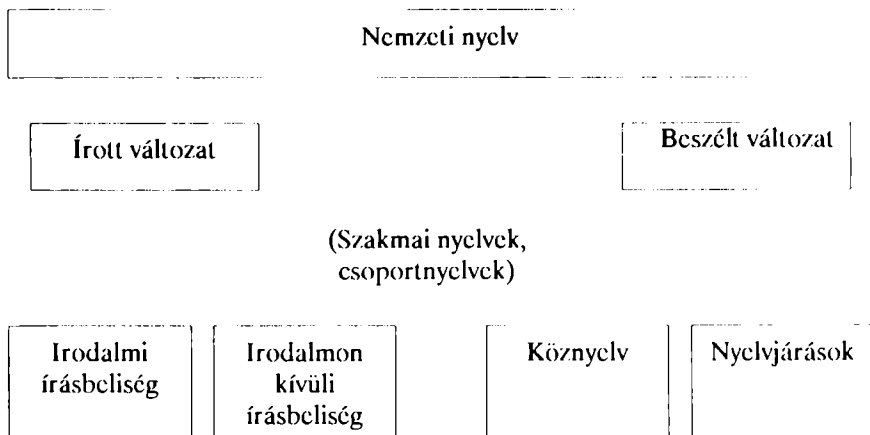 Nemzeti nyelv
Írott változat
Beszélt változat
(Szakmai nyelvek,
csoportnyelvek)
Irodalmi
írásbeliség
Irodalmon
kívüli
írásbeliség
Köznyelv
Nyelvjárások